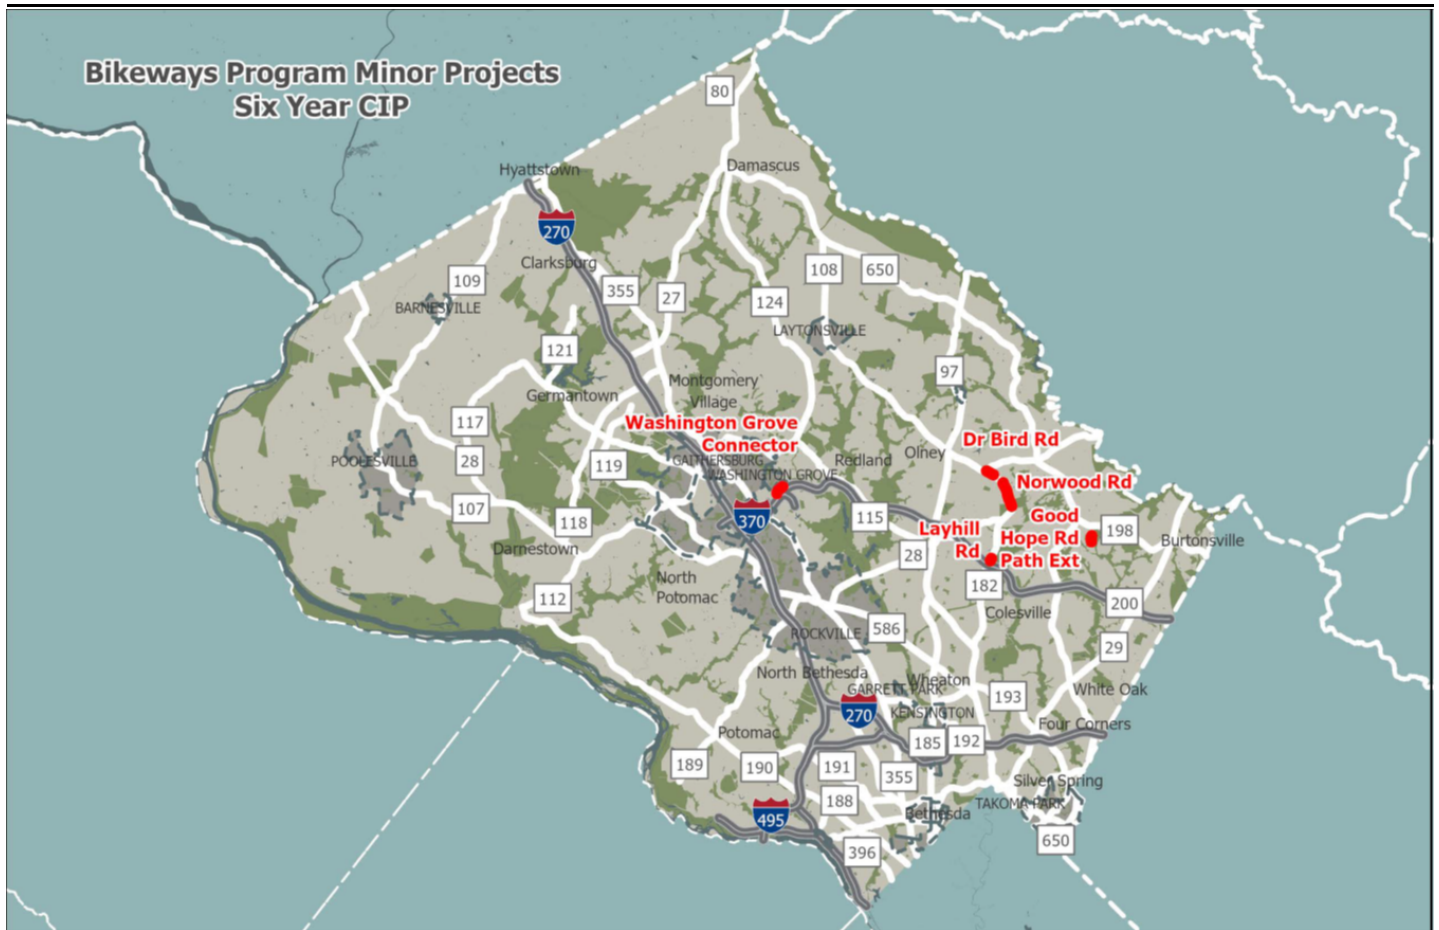 Bikeways Program Minor Projects
Six Year CIP
80
Hyattstown
Damascus
270
Clarksburg
109
355
27
124
108
650
BARNESVILLE
LAYTONSVILLE
121
97
Germantown
Montgomery
Village
117
Washington Grove
Connector
Dr Bird Rd
28
POOLESVILLE
119
GAITHERSBURG
WASHINGTON GROVE
Redland
Olney
Norwood Rd
107
118
370
115
Layhill
Rd
Good
Hope Rd
Path Ext
198
Burtonsville
Darnestown
28
North
Potomac
182
112
Colesville
200
ROCKVILLE
586
29
North Bethesda
Wheaton
GARRETT PARK
193
White Oak
270
KENSINGTON
Four Corners
Potomac
185
192
189
190
191
355
Silver Spring
188
TAKOMA PARK
495
Bethesda
650
396